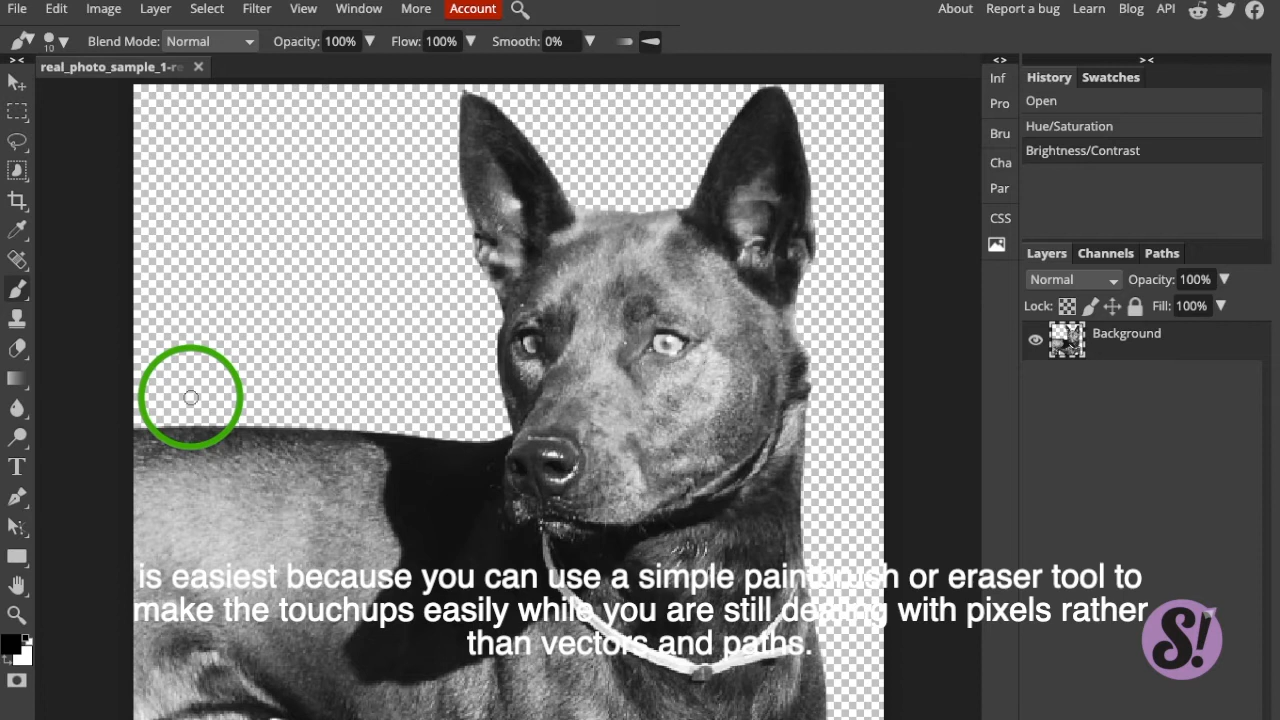 File Edit Image Layer Select Filter View Window More Account About Report a bug Learn Blog API
10 Blend Mode: Normal Opacity: 100% Flow: 100% Smooth: 0%
real_photo_sample_1-re
Inf
Pro
Bru
Cha
Par
CSS
History Swatches
Open
Hue/Saturation
Brightness/Contrast
Layers Channels Paths
Normal Opacity: 100%
Lock: Fill: 100%
Background
is easiest because you can use a simple paintbrush or eraser tool to
make the touchups easily while you are still dealing with pixels rather
than vectors and paths.
S!